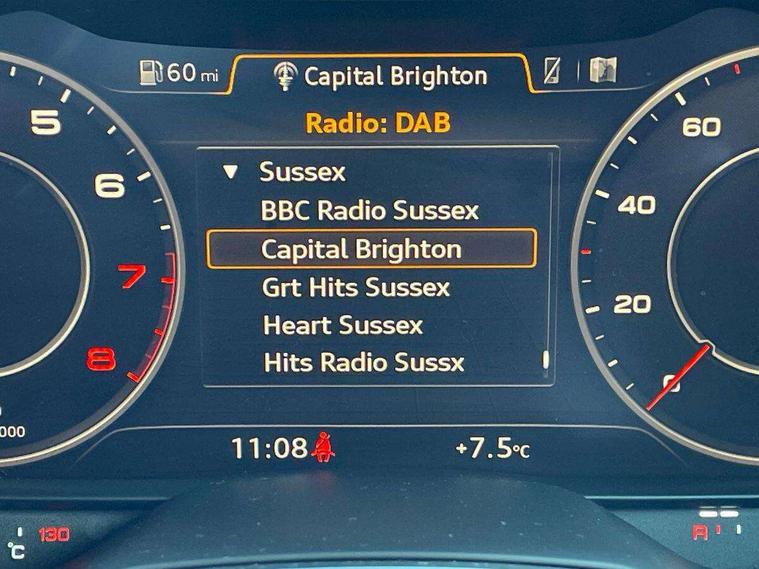 60 mi
Capital Brighton
Radio: DAB
Sussex
BBC Radio Sussex
Capital Brighton
Grt Hits Sussex
Heart Sussex
Hits Radio Sussx
5
6
7
8
000
60
40
20
0
11:08
+7.5°C
°C
130
R